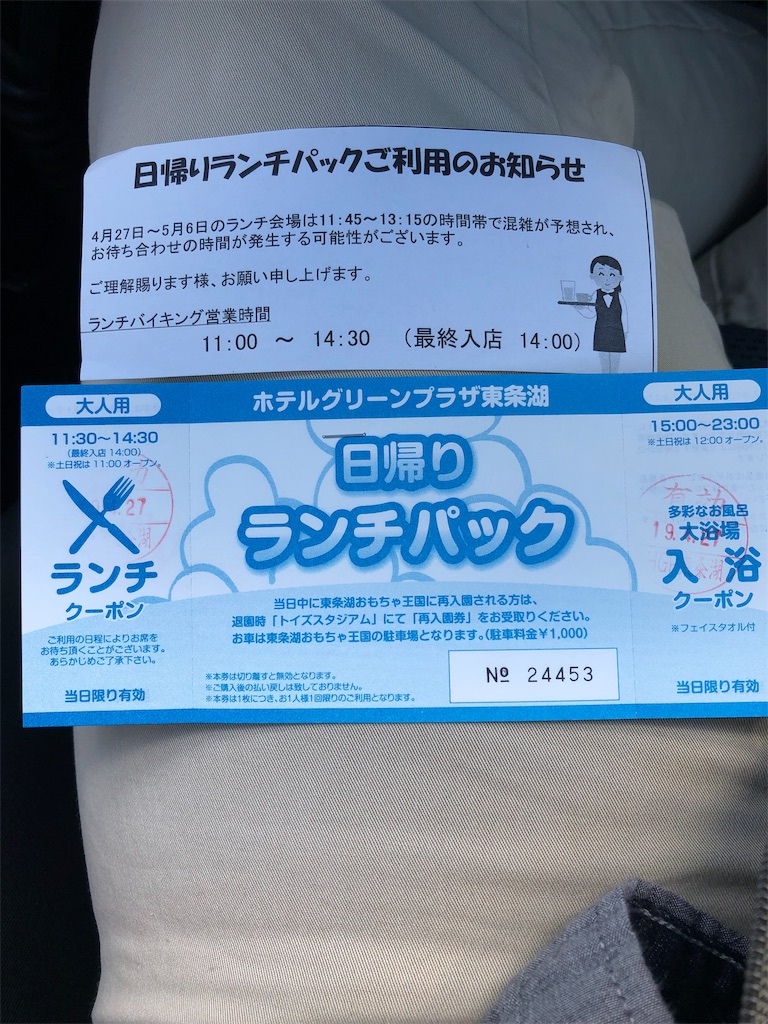 日帰りランチパックご利用のお知らせ
4月27日～5月6日のランチ会場は11:45～13:15の時間帯で混雑が予想され、
お待ち合わせの時間が発生する可能性がございます。
ご理解賜ります様、お願い申し上げます。
ランチバイキング営業時間
11:00 ～ 14:30 (最終入店 14:00)
大人用
11:30～14:30
(最終入店 14:00)
※土日祝は 11:00 オープン。
ランチ
クーポン
ご利用の日程によりお席を
お待ち頂くことがございます。
あらかじめご了承下さい。
当日限り有効
ホテルグリーンプラザ東条湖
日帰り
ランチパック
当日中に東条湖おもちゃ王国に再入園される方は、
退園時「トイズスタジアム」にて「再入園券」をお受取りください。
お車は東条湖おもちゃ王国の駐車場となります。(駐車料金￥1,000)
※本券は切り離すと無効となります。
※ご購入後の払い戻しは致しておりません。
※本券は1枚につき、お1人様1回限りのご利用となります。
№ 24453
大人用
15:00～23:00
※土日祝は 12:00 オープン。
有効
多彩なお風呂
大浴場
入浴
クーポン
※フェイスタオル付
当日限り有効